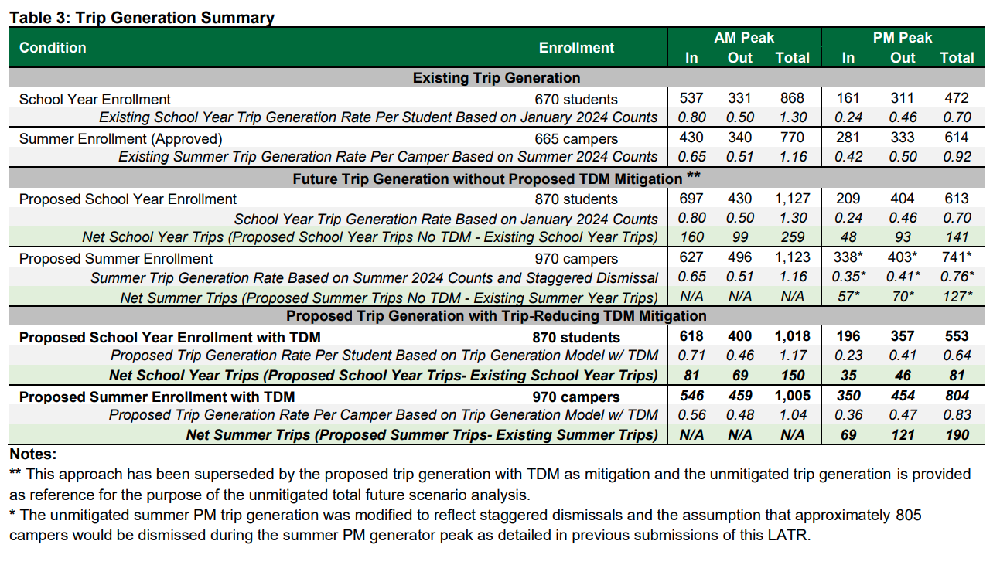 Table 3: Trip Generation Summary
Condition Enrollment AM Peak PM Peak
In Out Total In Out Total
Existing Trip Generation
School Year Enrollment 670 students 537 331 868 161 311 472
Existing School Year Trip Generation Rate Per Student Based on January 2024 Counts 0.80 0.50 1.30 0.24 0.46 0.70
Summer Enrollment (Approved) 665 campers 430 340 770 281 333 614
Existing Summer Trip Generation Rate Per Camper Based on Summer 2024 Counts 0.65 0.51 1.16 0.42 0.50 0.92
Future Trip Generation without Proposed TDM Mitigation **
Proposed School Year Enrollment 870 students 697 430 1,127 209 404 613
School Year Trip Generation Rate Based on January 2024 Counts 0.80 0.50 1.30 0.24 0.46 0.70
Net School Year Trips (Proposed School Year Trips No TDM - Existing School Year Trips) 160 99 259 48 93 141
Proposed Summer Enrollment 970 campers 627 496 1,123 338* 403* 741*
Summer Trip Generation Rate Based on Summer 2024 Counts and Staggered Dismissal 0.65 0.51 1.16 0.35* 0.41* 0.76*
Net Summer Trips (Proposed Summer Trips No TDM - Existing Summer Year Trips) N/A N/A N/A 57* 70* 127*
Proposed Trip Generation with Trip-Reducing TDM Mitigation
Proposed School Year Enrollment with TDM 870 students 618 400 1,018 196 357 553
Proposed Trip Generation Rate Per Student Based on Trip Generation Model w/ TDM 0.71 0.46 1.17 0.23 0.41 0.64
Net School Year Trips (Proposed School Year Trips- Existing School Year Trips) 81 69 150 35 46 81
Proposed Summer Enrollment with TDM 970 campers 546 459 1,005 350 454 804
Proposed Trip Generation Rate Per Camper Based on Trip Generation Model w/ TDM 0.56 0.48 1.04 0.36 0.47 0.83
Net Summer Trips (Proposed Summer Trips- Existing Summer Trips) N/A N/A N/A 69 121 190
Notes:
** This approach has been superseded by the proposed trip generation with TDM as mitigation and the unmitigated trip generation is provided
as reference for the purpose of the unmitigated total future scenario analysis.
* The unmitigated summer PM trip generation was modified to reflect staggered dismissals and the assumption that approximately 805
campers would be dismissed during the summer PM generator peak as detailed in previous submissions of this LATR.